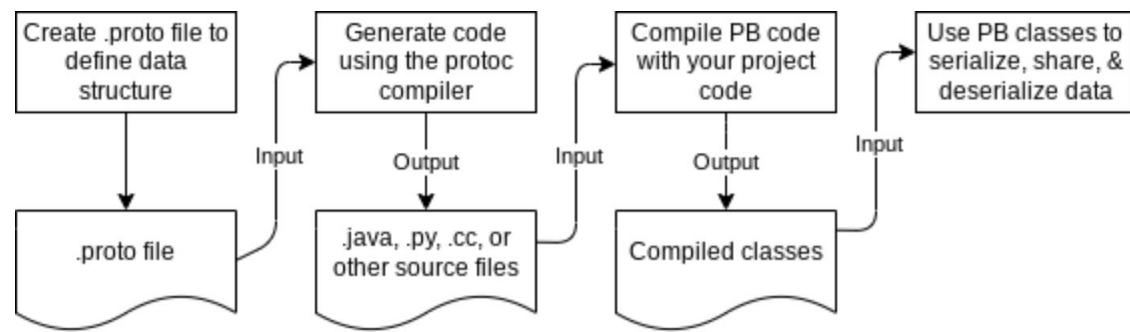 Create .proto file to
define data
structure
Generate code
using the protoc
compiler
Compile PB code
with your project
code
Use PB classes to
serialize, share, &
deserialize data
Input
Output
Input
Output
Input
.proto file
.java, .py, .cc, or
other source files
Compiled classes